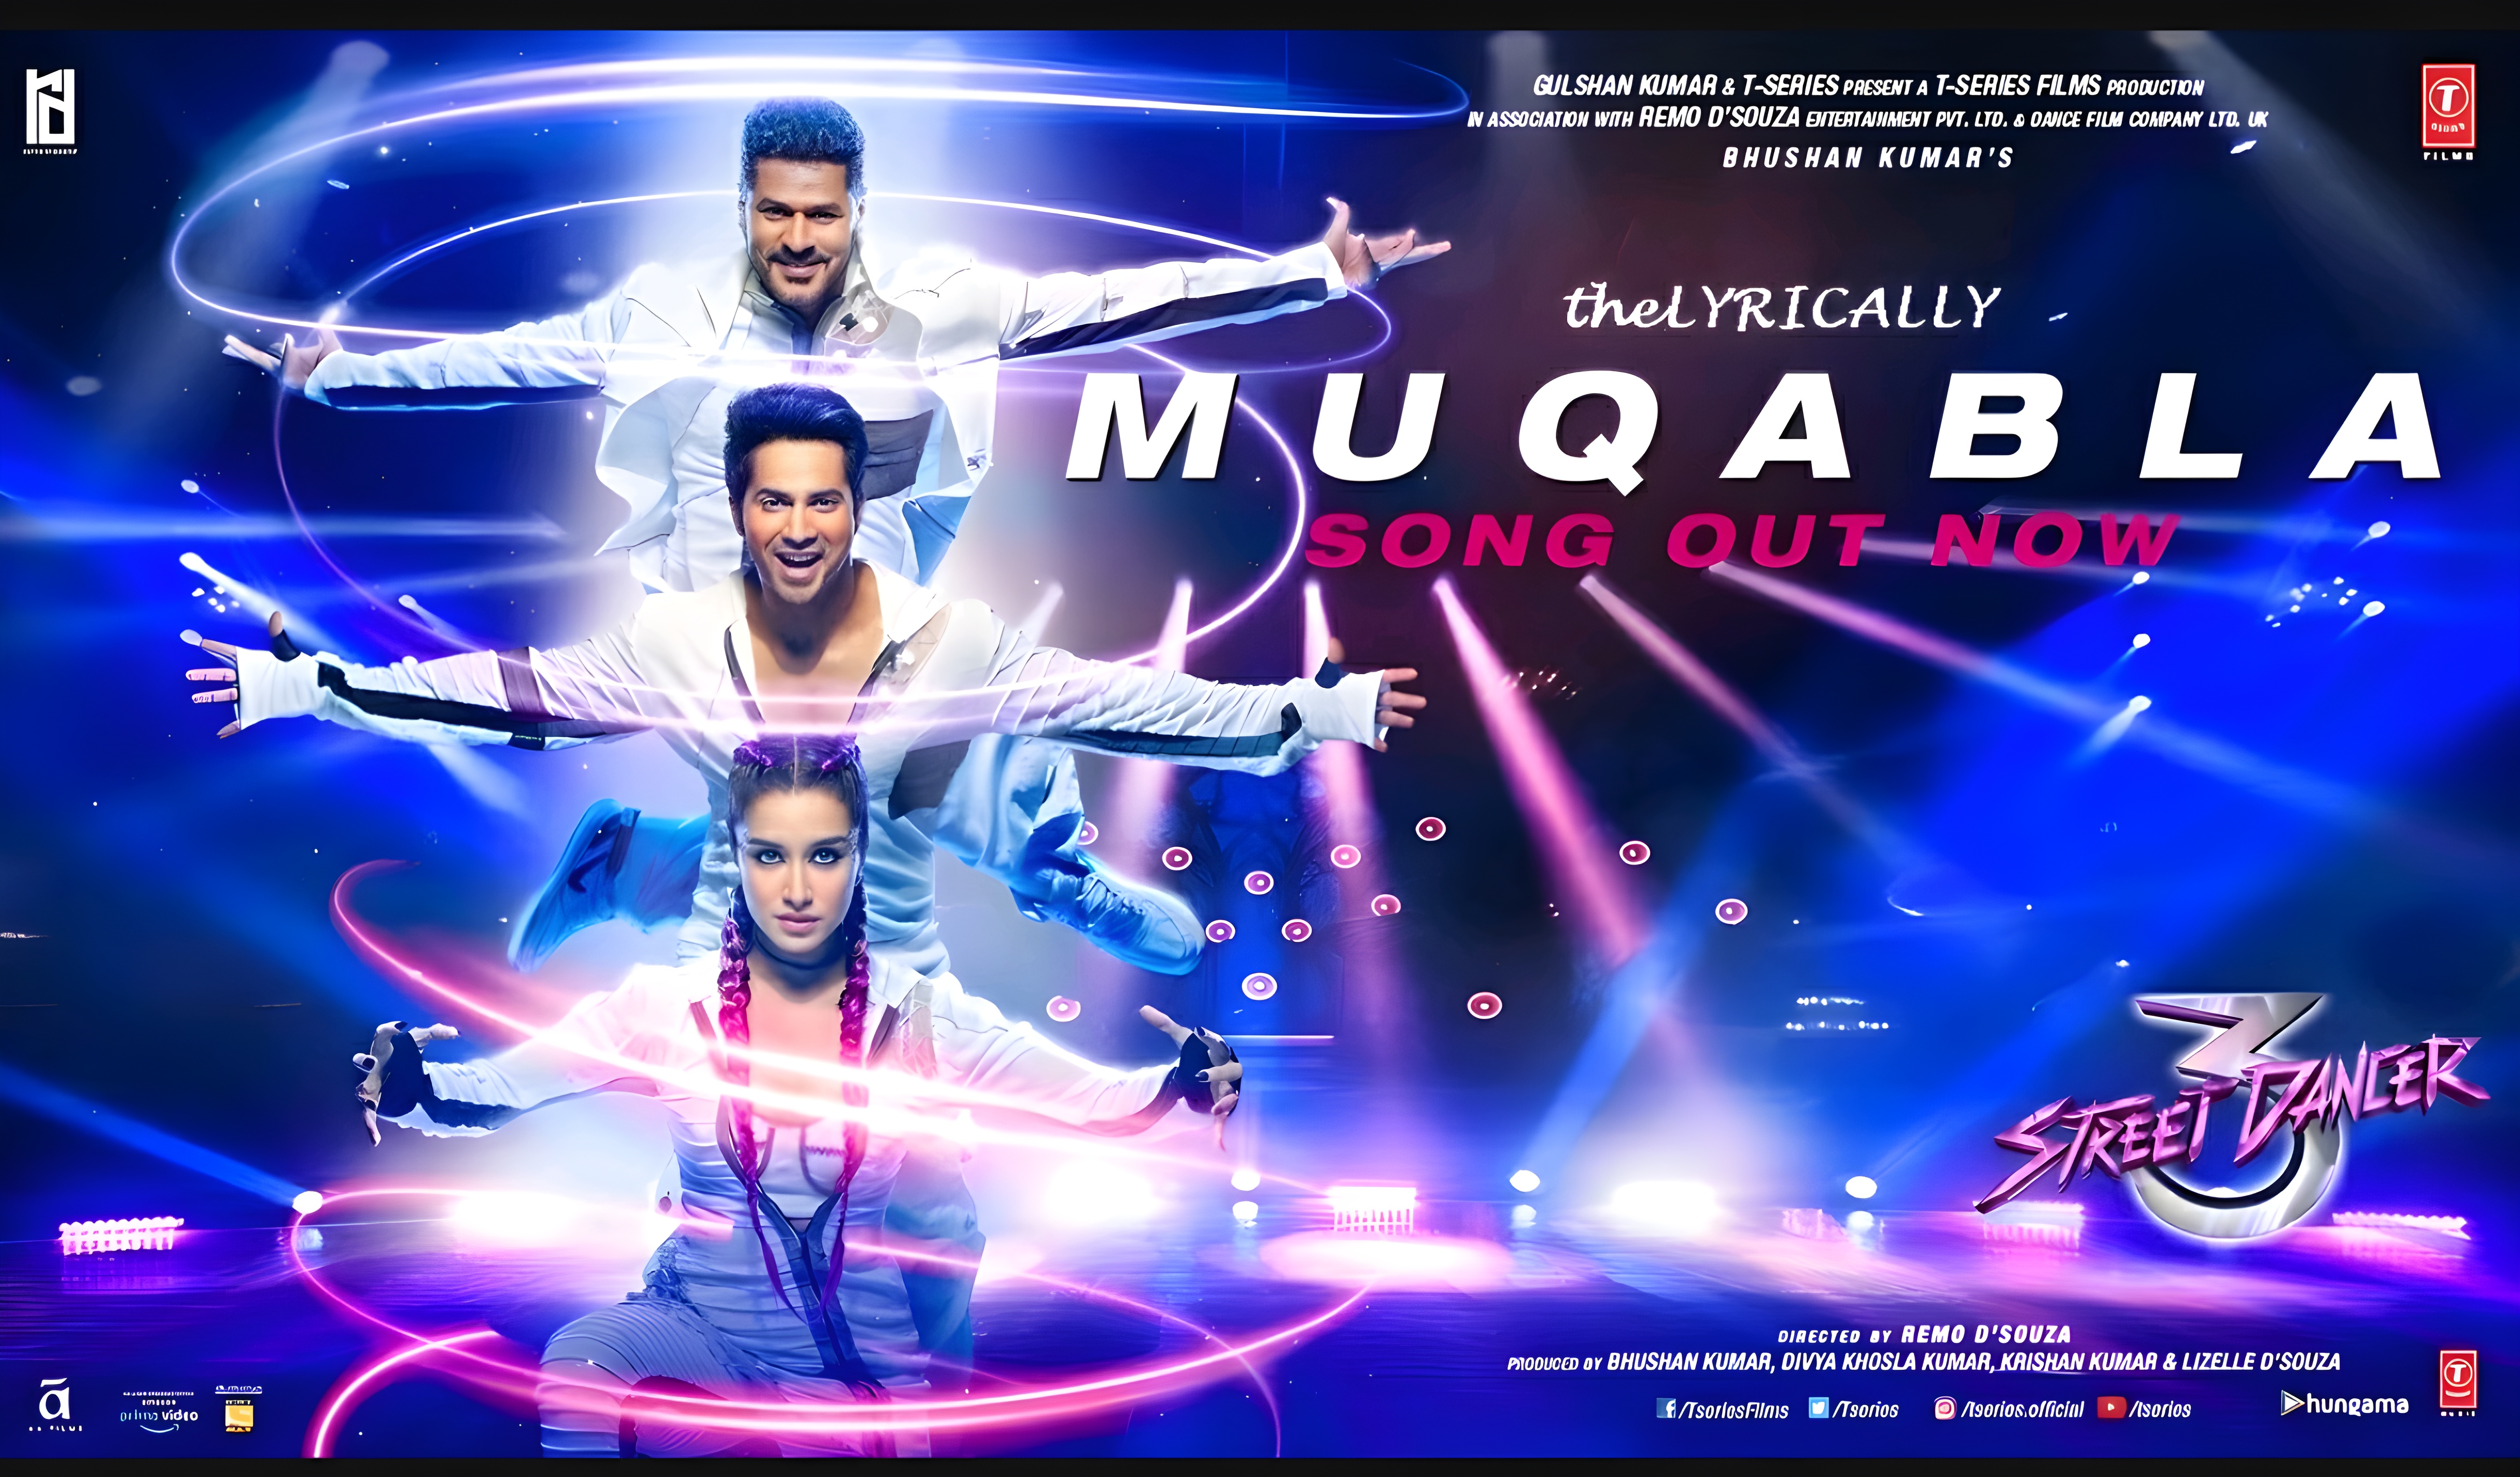 GULSHAN KUMAR & T-SERIES PRESENT A T-SERIES FILMS PRODUCTION
IN ASSOCIATION WITH REMO D'SOUZA ENTERTAINMENT PVT. LTD. & DANCE FILM COMPANY LTD. UK
BHUSHAN KUMAR'S
T
FILMS
theLYRICALLY
MUQABLA
SONG OUT NOW
3
STREET DANCER
DIRECTED BY REMO D'SOUZA
PRODUCED BY BHUSHAN KUMAR, DIVYA KHOSLA KUMAR, KRISHAN KUMAR & LIZELLE D'SOUZA
ā
prime video
f /TseriesFilms /Tseries /tseries.official /tseries
hungama
T